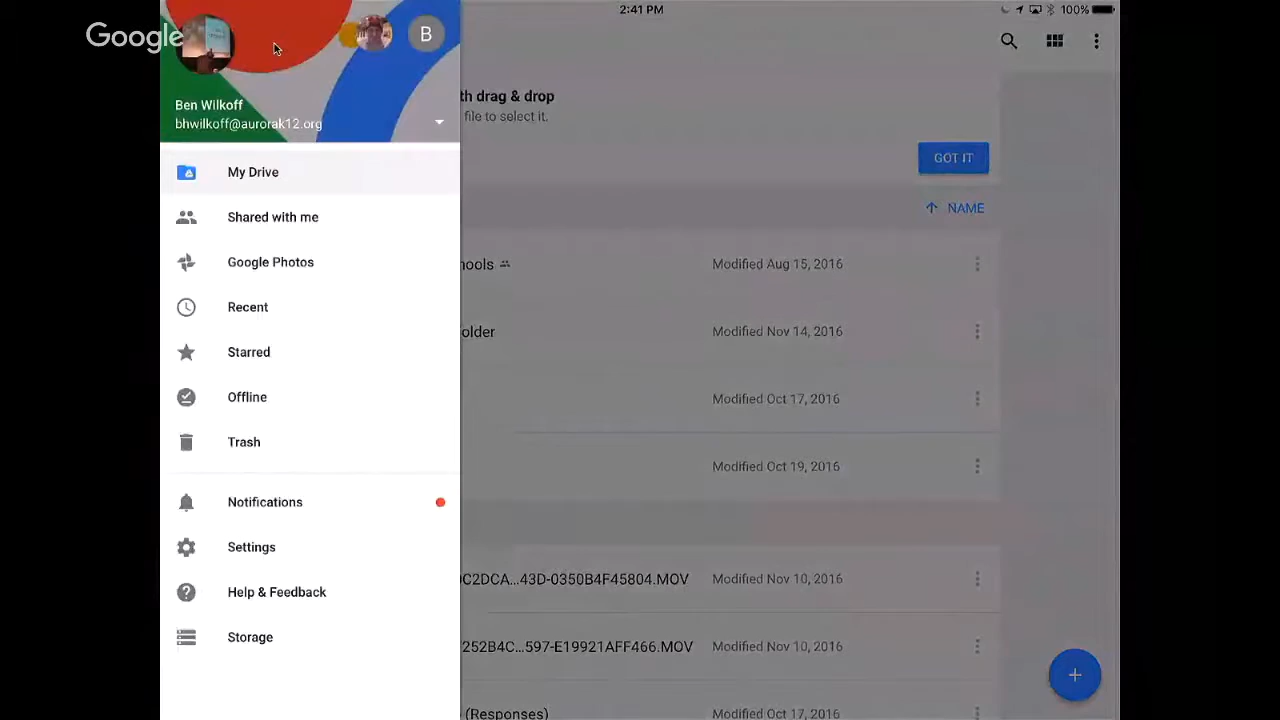 2:41 PM
100%
Google
B
Ben Wilkoff
bhwilkoff@aurorak12.org
th drag & drop
file to select it.
GOT IT
My Drive
NAME
Shared with me
Google Photos
hools
Modified Aug 15, 2016
Recent
older
Modified Nov 14, 2016
Starred
Offline
Modified Oct 17, 2016
Trash
Modified Oct 19, 2016
Notifications
Settings
Help & Feedback
0C2DCA...43D-0350B4F45804.MOV
Modified Nov 10, 2016
Storage
252B4C...597-E19921AFF466.MOV
Modified Nov 10, 2016
(Responses)
Modified Oct 17, 2016